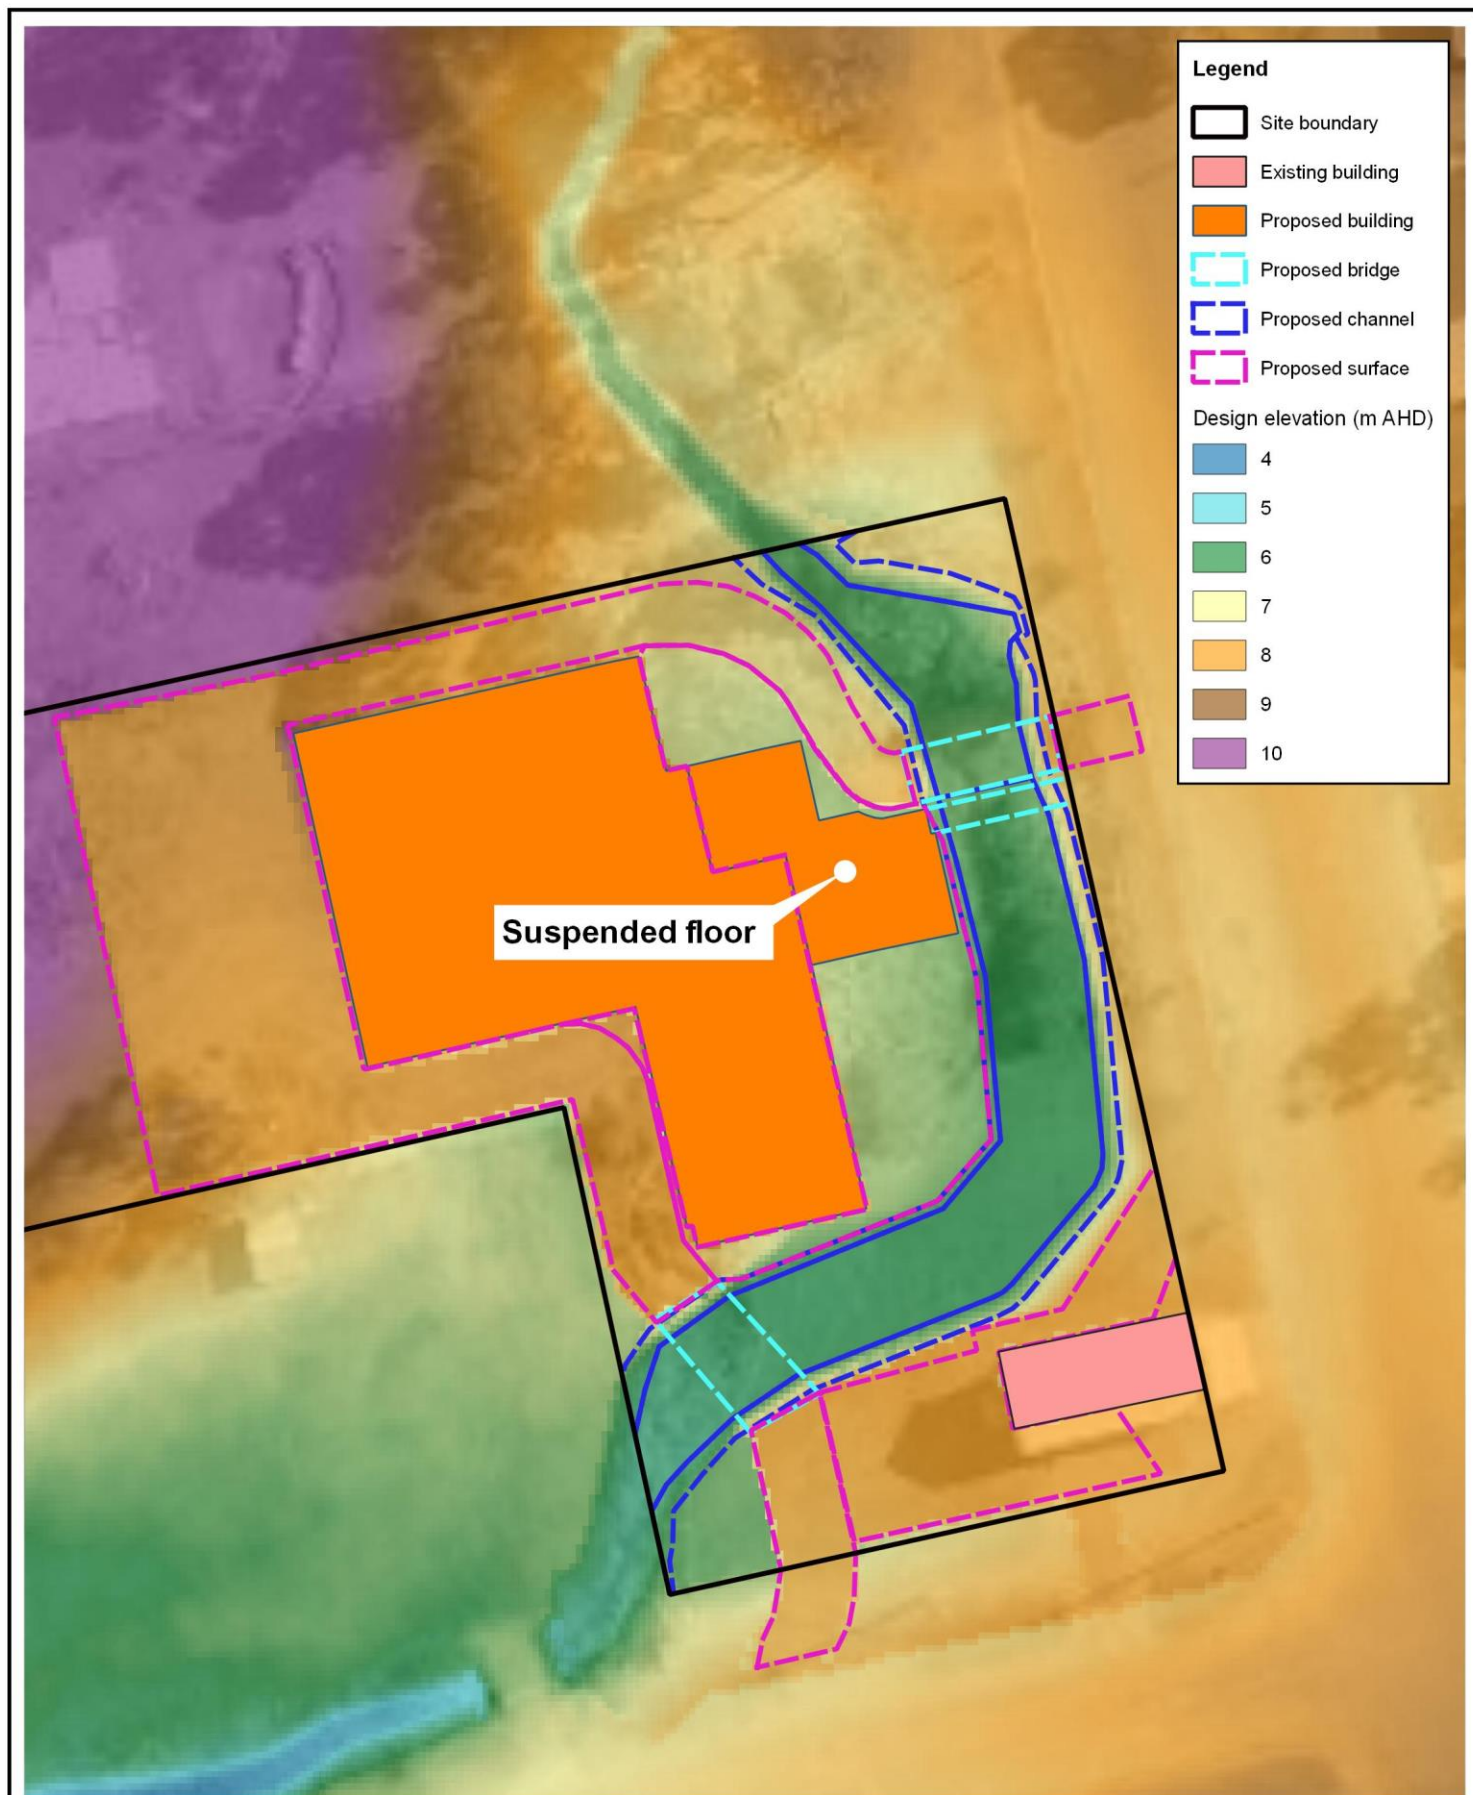 Legend
Site boundary
Existing building
Proposed building
Proposed bridge
Proposed channel
Proposed surface
Design elevation (m AHD)
4
5
6
7
8
9
10
Suspended floor